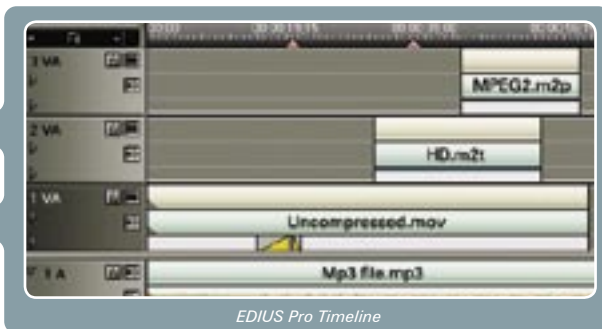 3 VA
MPEG2.m2p
2 VA
HD.m2t
1 VA
Uncompressed.mov
1 A
Mp3 file.mp3
EDIUS Pro Timeline